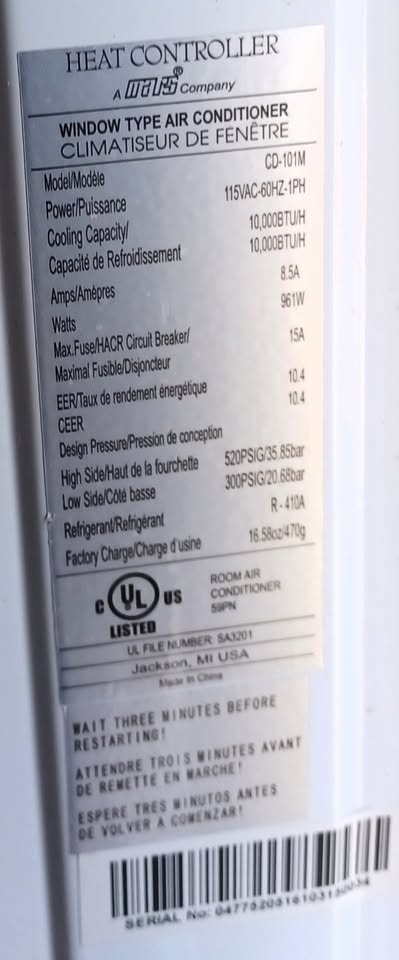 HEAT CONTROLLER
A MARS® Company
WINDOW TYPE AIR CONDITIONER
CLIMATISEUR DE FENÊTRE
Model/Modèle CD-101M
Power/Puissance 115VAC-60HZ-1PH
Cooling Capacity/ 10,000BTU/H
Capacité de Refroidissement 10,000BTU/H
Amps/Amèpres 8.5A
Watts 961W
Max.Fuse/HACR Circuit Breaker/ 15A
Maximal Fusible/Disjoncteur
EER/Taux de rendement énergétique 10.4
CEER 10.4
Design Pressure/Pression de conception
High Side/Haut de la fourchette 520PSIG/35.85bar
Low Side/Côté basse 300PSIG/20.68bar
Refrigerant/Refrigérant R-410A
Factory Charge/Charge d'usine 16.58oz/470g
C UL US
LISTED
ROOM AIR
CONDITIONER
59PN
UL FILE NUMBER: SA3201
Jackson, MI USA
Made in China
WAIT THREE MINUTES BEFORE
RESTARTING!
ATTENDRE TROIS MINUTES AVANT
DE REMETTE EN MARCHE!
ESPERE TRES MINUTOS ANTES
DE VOLVER A COMENZAR!
SERIAL No: